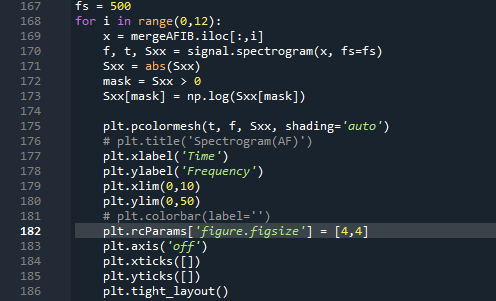 167 fs = 500
168 for i in range(0,12):
169     x = mergeAFIB.iloc[:,i]
170     f, t, Sxx = signal.spectrogram(x, fs=fs)
171     Sxx = abs(Sxx)
172     mask = Sxx > 0
173     Sxx[mask] = np.log(Sxx[mask])
174
175     plt.pcolormesh(t, f, Sxx, shading='auto')
176     # plt.title('Spectrogram(AF)')
177     plt.xlabel('Time')
178     plt.ylabel('Frequency')
179     plt.xlim(0,10)
180     plt.ylim(0,50)
181     # plt.colorbar(label='')
182     plt.rcParams['figure.figsize'] = [4,4]
183     plt.axis('off')
184     plt.xticks([])
185     plt.yticks([])
186     plt.tight_layout()